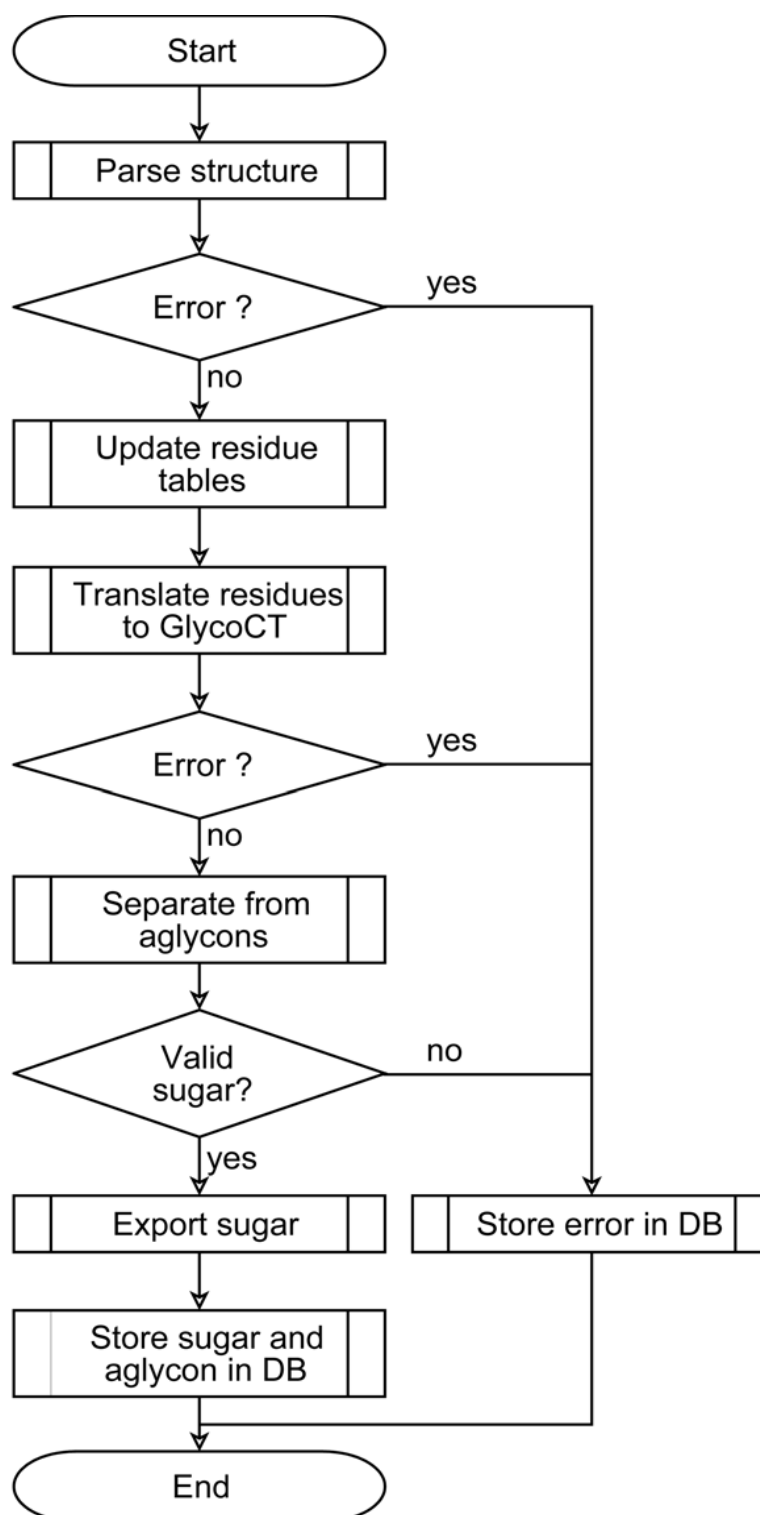 Start
Parse structure
Error ?
yes
no
Update residue
tables
Translate residues
to GlycoCT
Error ?
yes
no
Separate from
aglycons
Valid
sugar?
no
yes
Export sugar
Store error in DB
Store sugar and
aglycon in DB
End